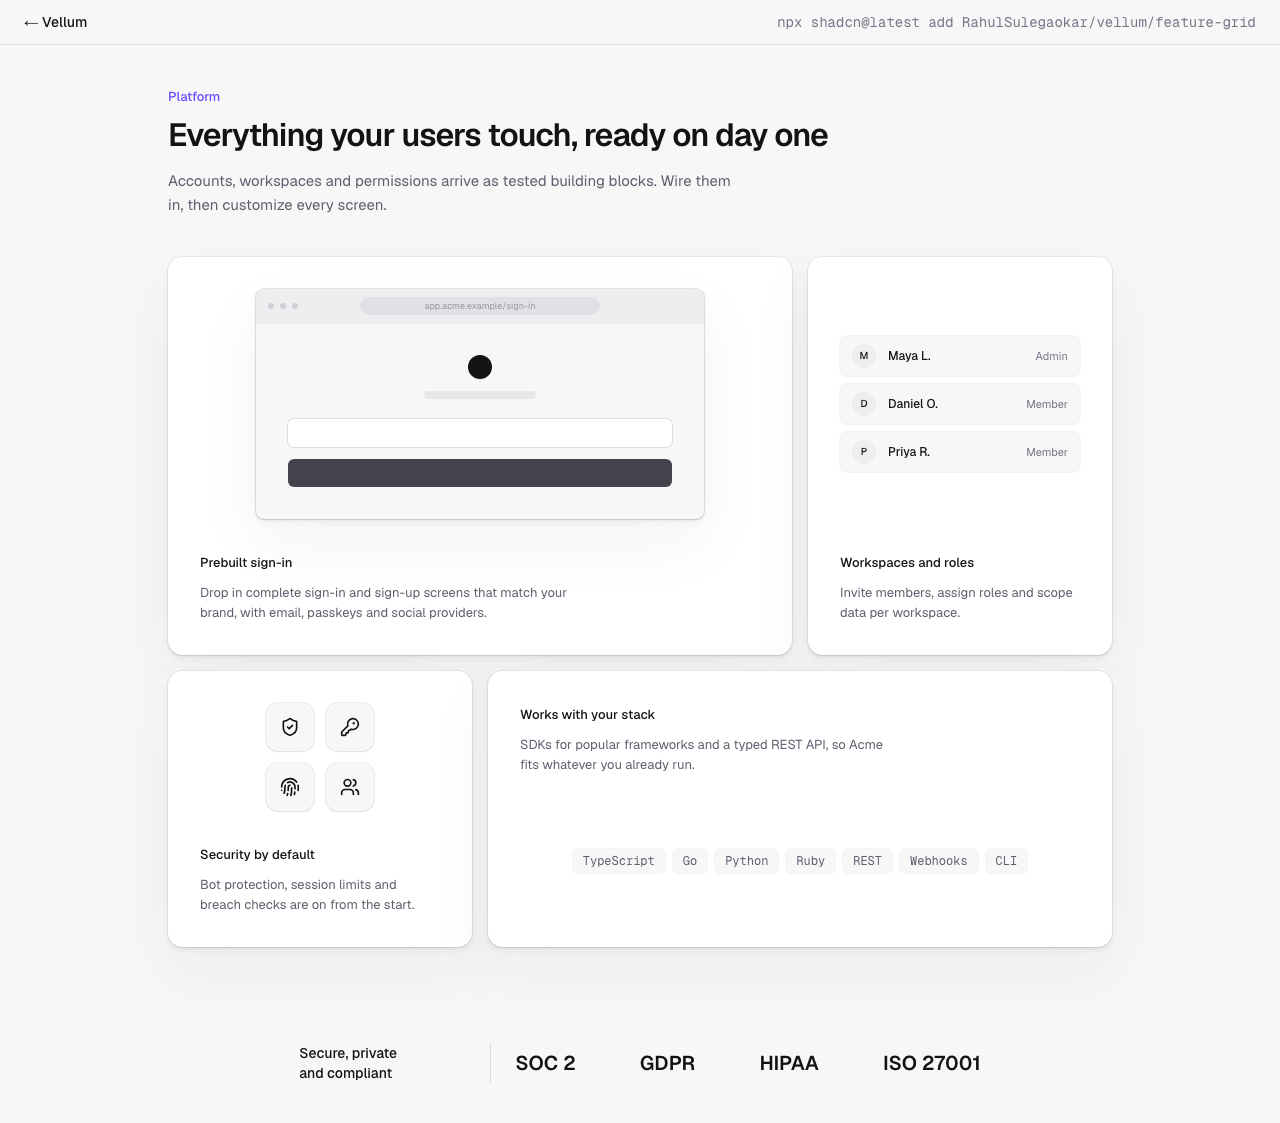 ← Vellum
npx shadcn@latest add RahulSulegaokar/vellum/feature-grid
Platform
Everything your users touch, ready on day one
Accounts, workspaces and permissions arrive as tested building blocks. Wire them
in, then customize every screen.
app.acme.example/sign-in
Prebuilt sign-in
Drop in complete sign-in and sign-up screens that match your
brand, with email, passkeys and social providers.
M Maya L. Admin
D Daniel O. Member
P Priya R. Member
Workspaces and roles
Invite members, assign roles and scope
data per workspace.
Security by default
Bot protection, session limits and
breach checks are on from the start.
Works with your stack
SDKs for popular frameworks and a typed REST API, so Acme
fits whatever you already run.
TypeScript Go Python Ruby REST Webhooks CLI
Secure, private
and compliant
SOC 2 GDPR HIPAA ISO 27001